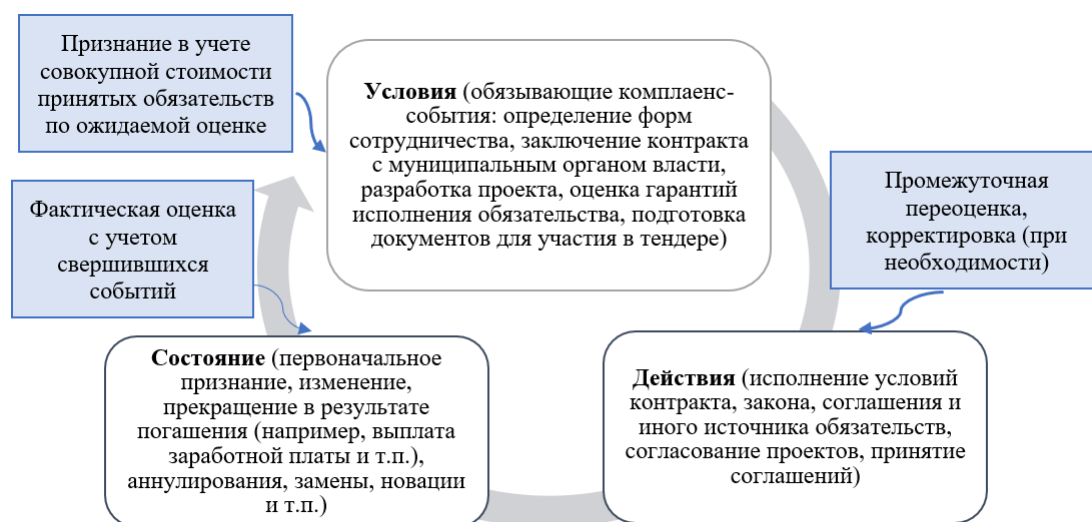 Признание в учете
совокупной стоимости
принятых обязательств
по ожидаемой оценке
Условия (обязывающие комплаенс-
события: определение форм
сотрудничества, заключение контракта
с муниципальным органом власти,
разработка проекта, оценка гарантий
исполнения обязательства, подготовка
документов для участия в тендере)
Промежуточная
переоценка,
корректировка (при
необходимости)
Фактическая оценка
с учетом
свершившихся
событий
Состояние (первоначальное
признание, изменение,
прекращение в результате
погашения (например, выплата
заработной платы и т.п.),
аннулирования, замены, новации
и т.п.)
Действия (исполнение условий
контракта, закона, соглашения и
иного источника обязательств,
согласование проектов, принятие
соглашений)